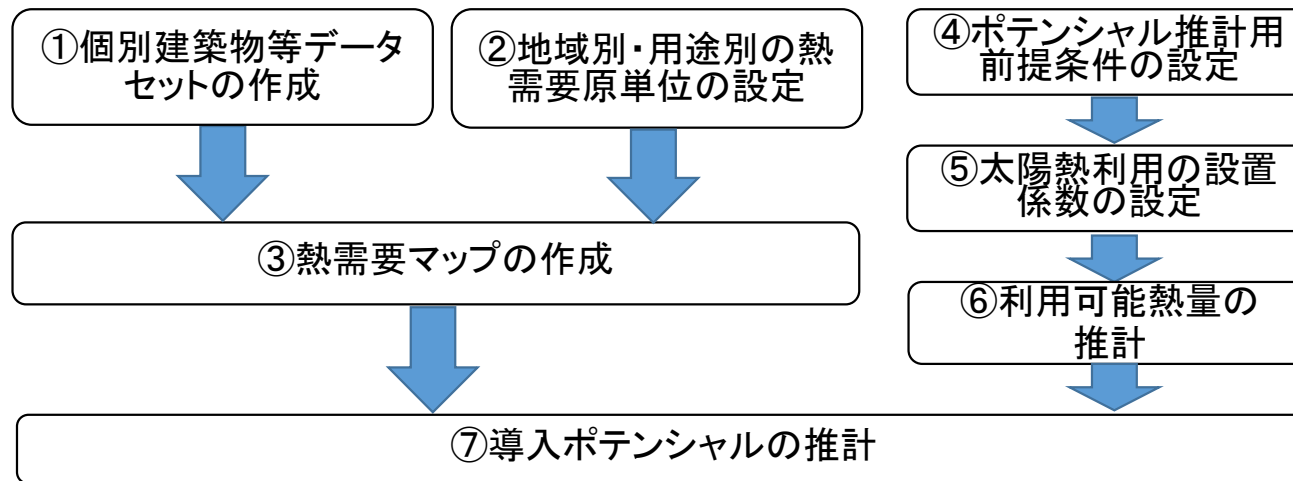 ①個別建築物等データ
セットの作成
②地域別・用途別の熱
需要原単位の設定
③熱需要マップの作成
④ポテンシャル推計用
前提条件の設定
⑤太陽熱利用の設置
係数の設定
⑥利用可能熱量の
推計
⑦導入ポテンシャルの推計